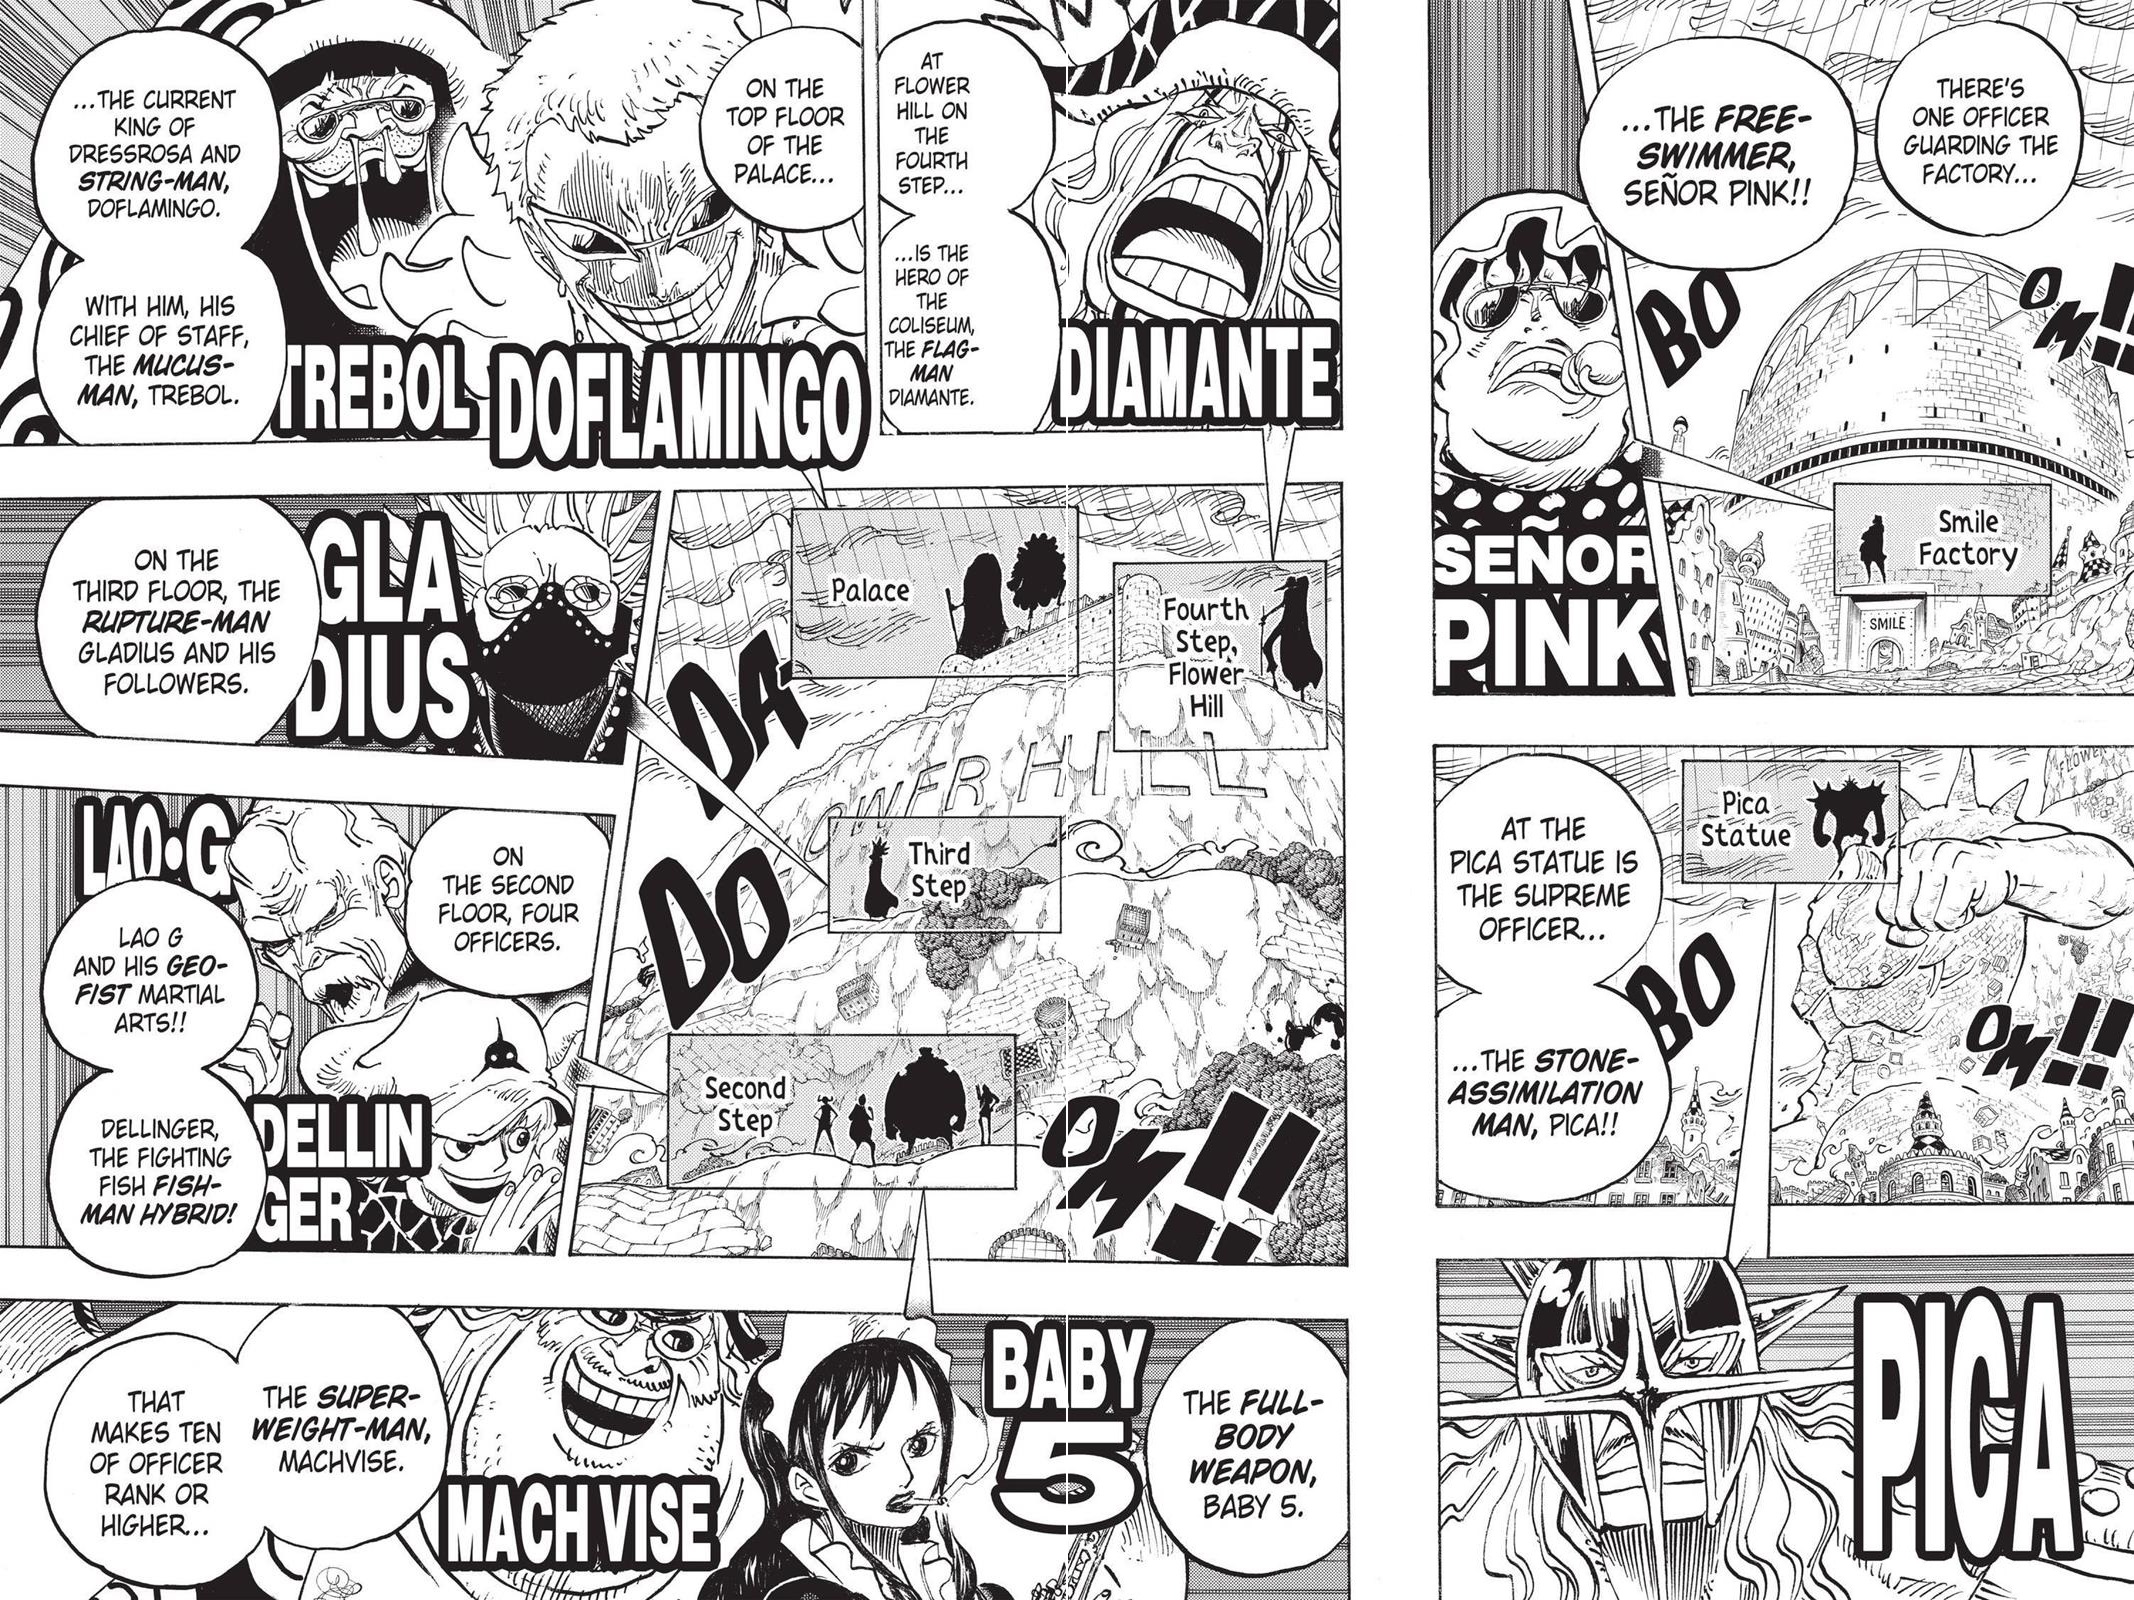 THERE'S
ONE OFFICER
GUARDING THE
FACTORY...
...THE FREE-
SWIMMER,
SEÑOR PINK!!
BOOM!!
Smile
Factory
SMILE
SEÑOR
PINK
AT THE
PICA STATUE IS
THE SUPREME
OFFICER...
...THE STONE-
ASSIMILATION
MAN, PICA!!
Pica
Statue
FLOWER
BOOM!!
PICA
AT
FLOWER
HILL ON
THE
FOURTH
STEP...
...IS THE
HERO OF
THE
COLISEUM,
THE FLAG-
MAN
DIAMANTE.
DIAMANTE
ON THE
TOP FLOOR
OF THE
PALACE...
...THE CURRENT
KING OF
DRESSROSA AND
STRING-MAN,
DOFLAMINGO.
WITH HIM, HIS
CHIEF OF STAFF,
THE MUCUS-
MAN, TREBOL.
DOFLAMINGO
TREBOL
Palace
Fourth
Step,
Flower
Hill
OWER HILL
Third
Step
Second
Step
DA-
DOOM!!
ON THE
THIRD FLOOR, THE
RUPTURE-MAN
GLADIUS AND HIS
FOLLOWERS.
GLA
DIUS
ON
THE SECOND
FLOOR, FOUR
OFFICERS.
LAO•G
LAO G
AND HIS GEO-
FIST MARTIAL
ARTS!!
DELLINGER,
THE FIGHTING
FISH FISH-
MAN HYBRID!
DELLIN
GER
THE FULL-
BODY
WEAPON,
BABY 5.
BABY
5
THE SUPER-
WEIGHT-MAN,
MACHVISE.
MACH VISE
THAT
MAKES TEN
OF OFFICER
RANK OR
HIGHER...